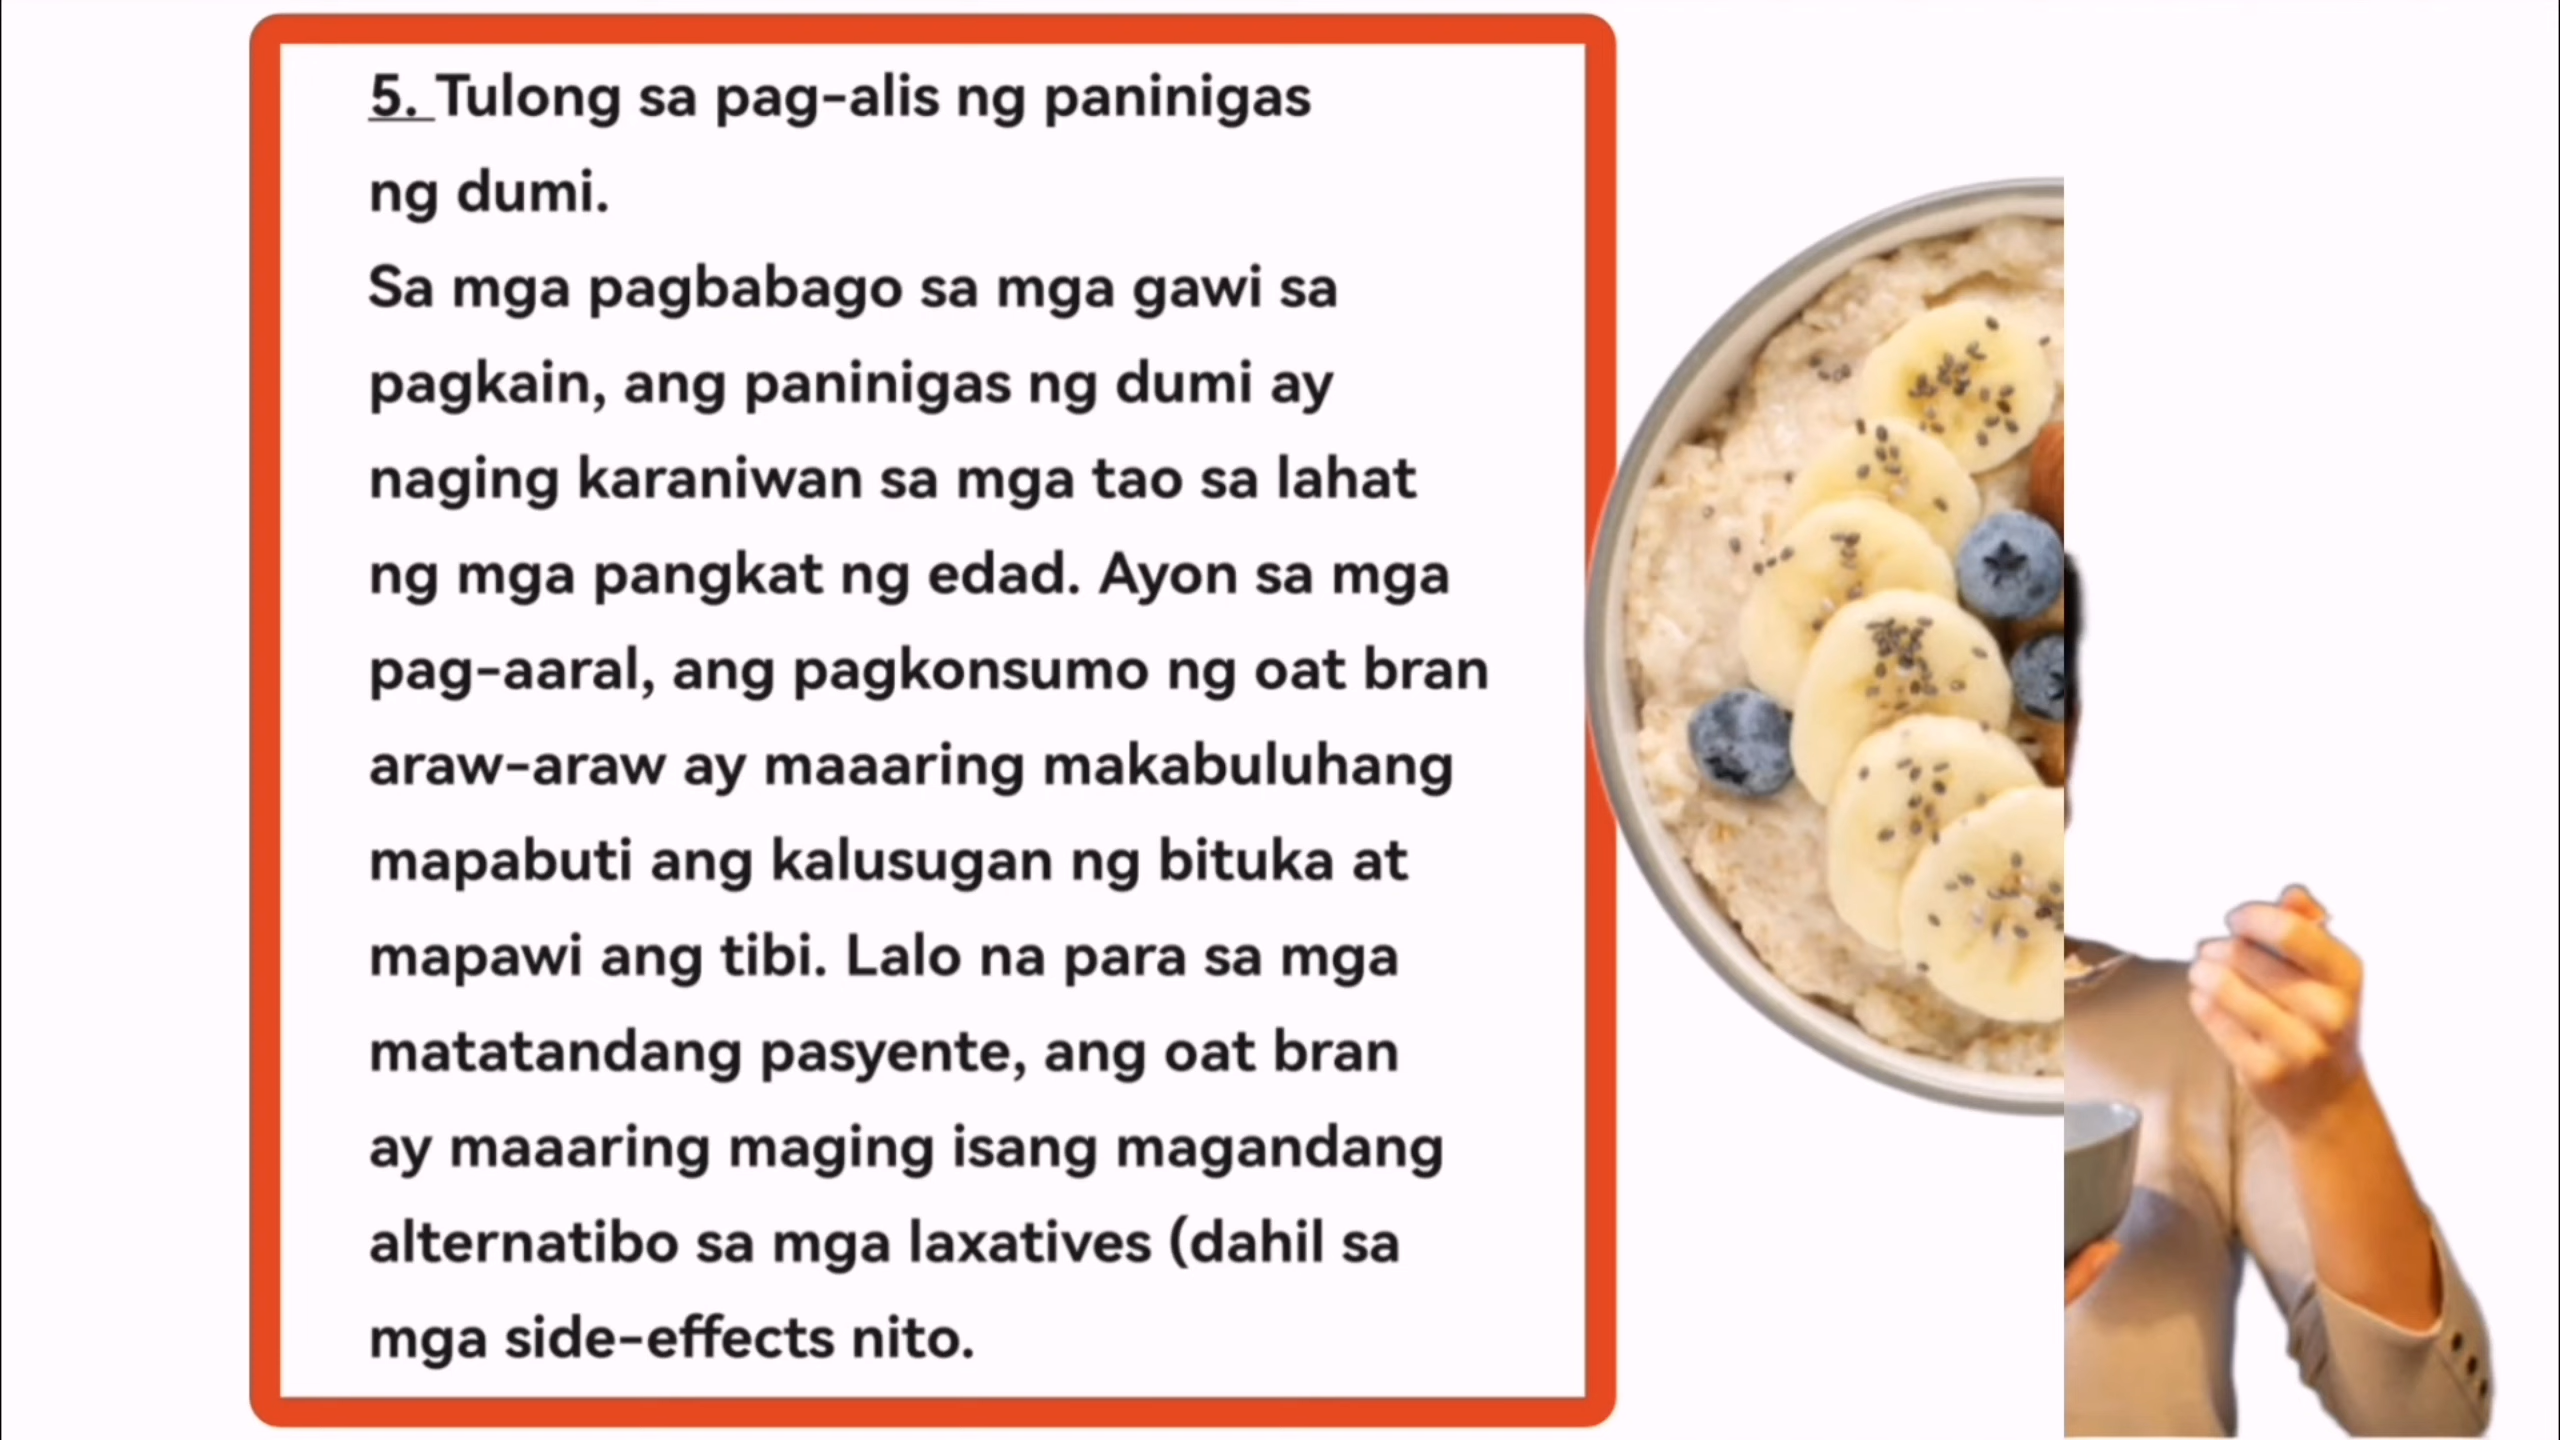 5. Tulong sa pag-alis ng paninigas
ng dumi.
Sa mga pagbabago sa mga gawi sa
pagkain, ang paninigas ng dumi ay
naging karaniwan sa mga tao sa lahat
ng mga pangkat ng edad. Ayon sa mga
pag-aaral, ang pagkonsumo ng oat bran
araw-araw ay maaaring makabuluhang
mapabuti ang kalusugan ng bituka at
mapawi ang tibi. Lalo na para sa mga
matatandang pasyente, ang oat bran
ay maaaring maging isang magandang
alternatibo sa mga laxatives (dahil sa
mga side-effects nito.